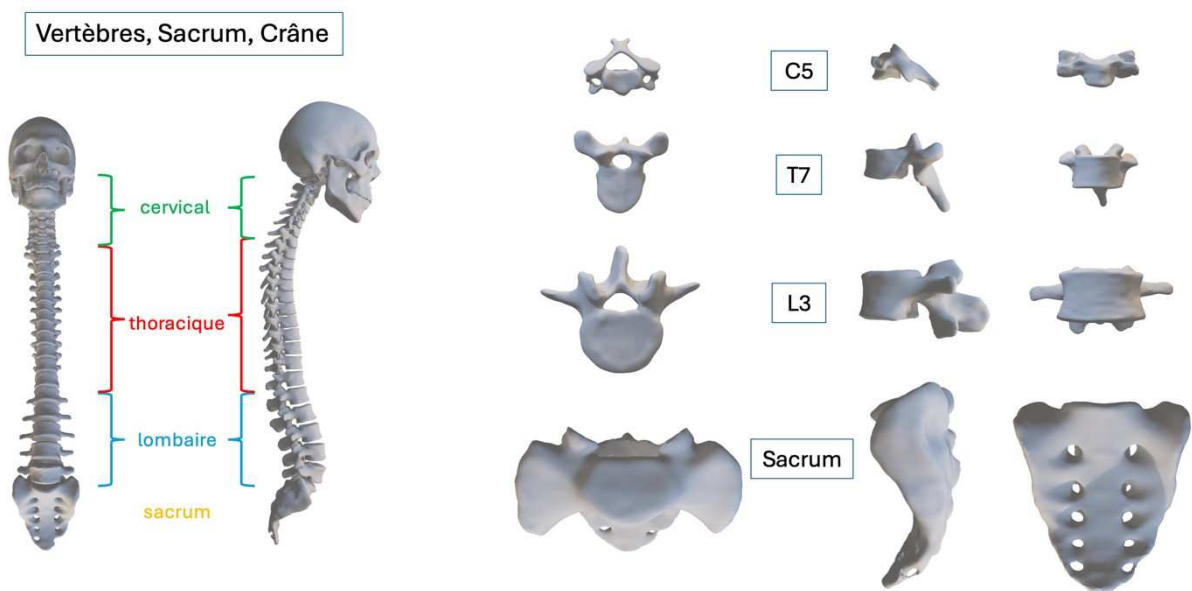 Vertèbres, Sacrum, Crâne
cervical
thoracique
lombaire
sacrum
C5
T7
L3
Sacrum